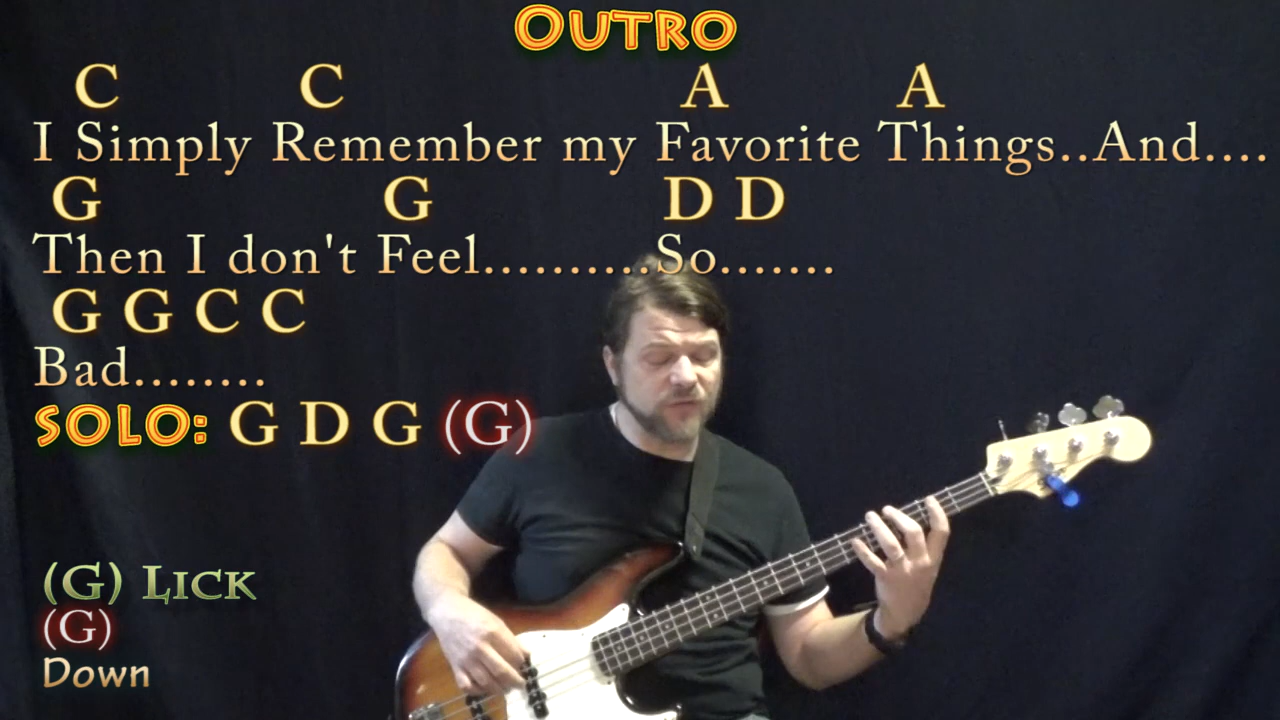 OUTRO
C C A A
I Simply Remember my Favorite Things..And....
G G D D
Then I don't Feel..........So.......
G G C C
Bad........
SOLO: G D G (G)
(G) LICK
(G)
Down